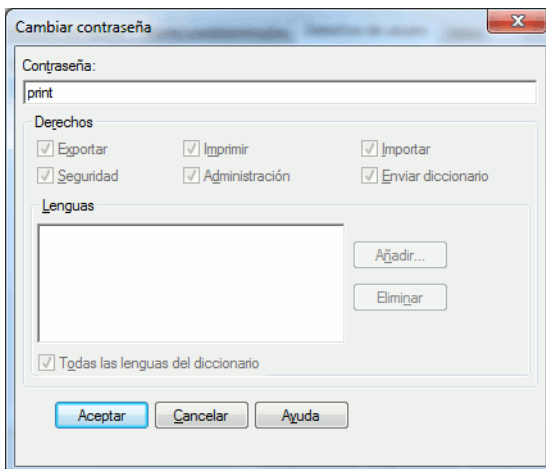 Cambiar contraseña
Contraseña:
print
Derechos
Exportar Imprimir Importar
Seguridad Administración Enviar diccionario
Lenguas
Añadir...
Eliminar
Todas las lenguas del diccionario
Aceptar Cancelar Ayuda